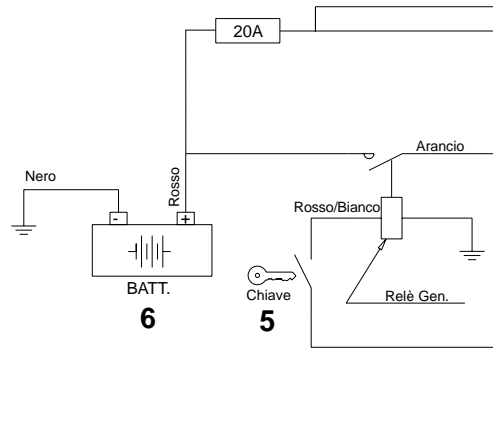 20A
Arancio
Nero
Rosso
Rosso/Bianco
- +
BATT.
6
Chiave
5
Relè Gen.